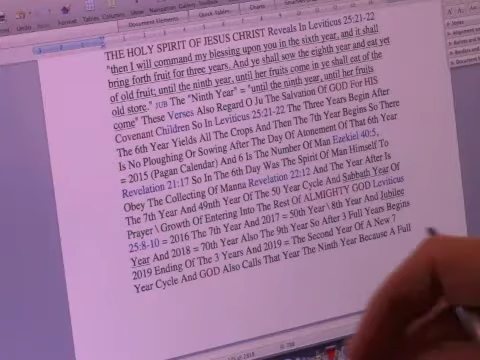 Document Elements
Quick Tables
Charts
THE HOLY SPIRIT OF JESUS CHRIST Reveals In Leviticus 25:21-22
"then I will command my blessing upon you in the sixth year, and it shall
bring forth fruit for three years. And ye shall sow the eighth year and eat yet
of old fruit; until the ninth year, until her fruits come in ye shall eat of the
old stub." JUB The "Ninth Year" = "until the ninth year, until her fruits
come" These Verses Also Regard O Ju The Salvation Of GOD For HIS
Covenant Children So In Leviticus 25:21-22 The Three Years Begin After
The 6th Year Yields All The Crops And Then The 7th Year Begins So There
Is No Ploughing Or Sowing After The Day Of Atonement Of That 6th Year
= 2015 (Pagan Calendar) And 6 Is The Number Of Man Ezekiel 40:5,
Revelation 21:17 So In The 6th Day Was The Spirit Of Man Himself To
Obey The Collecting Of Manna Revelation 22:12 And The Year After Is
The 7th Year And 49nth Year Of The 50 Year Cycle And Sabbath Year Of
Prayer \ Growth Of Entering Into The Rest Of ALMIGHTY GOD Leviticus
25:8-10 = 2016 The 7th Year And 2017 = 50th Year \ 8th Year And Jubilee
Year And 2018 = 70th Year Also The 9th Year So After 3 Full Years Begins
2019 Ending Of The 3 Years And 2019 = The Second Year Of A New 7
Year Cycle And GOD Also Calls That Year The Ninth Year Because A Full